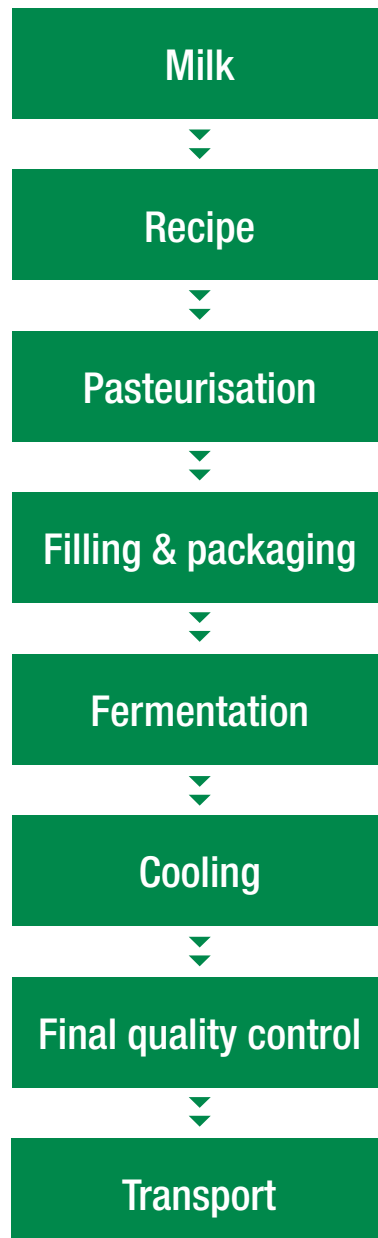 Milk
Recipe
Pasteurisation
Filling & packaging
Fermentation
Cooling
Final quality control
Transport